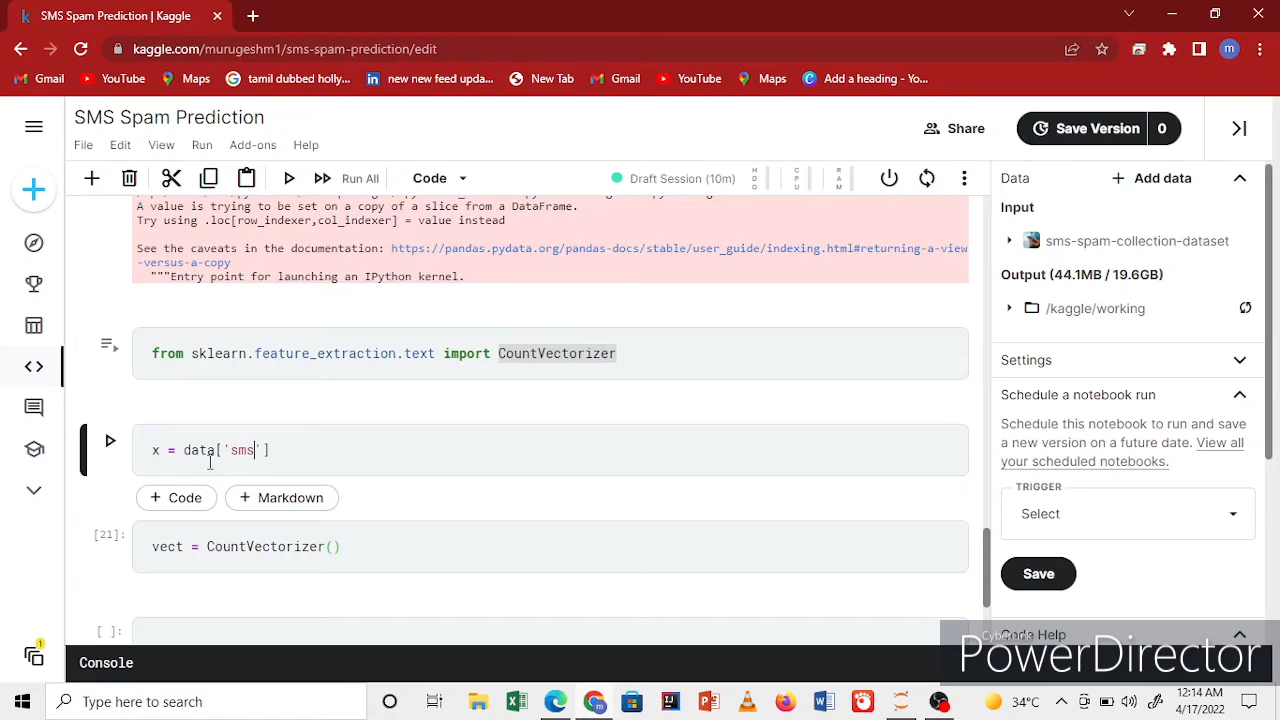 SMS Spam Prediction | Kaggle
kaggle.com/murugeshm1/sms-spam-prediction/edit
m
Gmail
YouTube
Maps
tamil dubbed holly...
new new feed upda...
New Tab
Gmail
YouTube
Maps
Add a heading - Yo...
SMS Spam Prediction
File Edit View Run Add-ons Help
Share
Save Version 0
Run All
Code
Draft Session (10m)
HDD
CPU
RAM
A value is trying to be set on a copy of a slice from a DataFrame.
Try using .loc[row_indexer,col_indexer] = value instead
See the caveats in the documentation: https://pandas.pydata.org/pandas-docs/stable/user_guide/indexing.html#returning-a-view
-versus-a-copy
"""Entry point for launching an IPython kernel.
from sklearn.feature_extraction.text import CountVectorizer
x = data['sms']
+ Code
+ Markdown
[21]:
vect = CountVectorizer()
[ ]:
Console
Data
+ Add data
Input
sms-spam-collection-dataset
Output (44.1MB / 19.6GB)
/kaggle/working
Settings
Schedule a notebook run
Schedule this notebook to run and save
a new version on a future date. View all
your scheduled notebooks.
TRIGGER
Select
Save
Code Help
CyberLink
PowerDirector
1
Type here to search
34°C
12:14 AM
4/17/2022